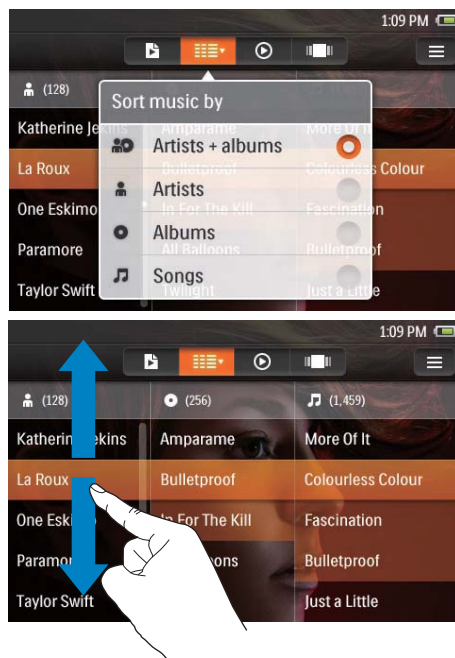 1:09 PM
(128)
Sort music by
Katherine Je
Amparame
More Of It
Artists + albums
La Roux
Bulletproof
Colourless Colour
Artists
One Eskimo
In For The Kill
Fascination
Albums
Paramore
All Balloons
Bulletproof
Songs
Taylor Swift
Twilight
Just a Little
1:09 PM
(128) (256) (1,459)
Katherin ekins Amparame More Of It
La Roux Bulletproof Colourless Colour
One Eski o In For The Kill Fascination
Paramo oons Bulletproof
Taylor Swift Just a Little